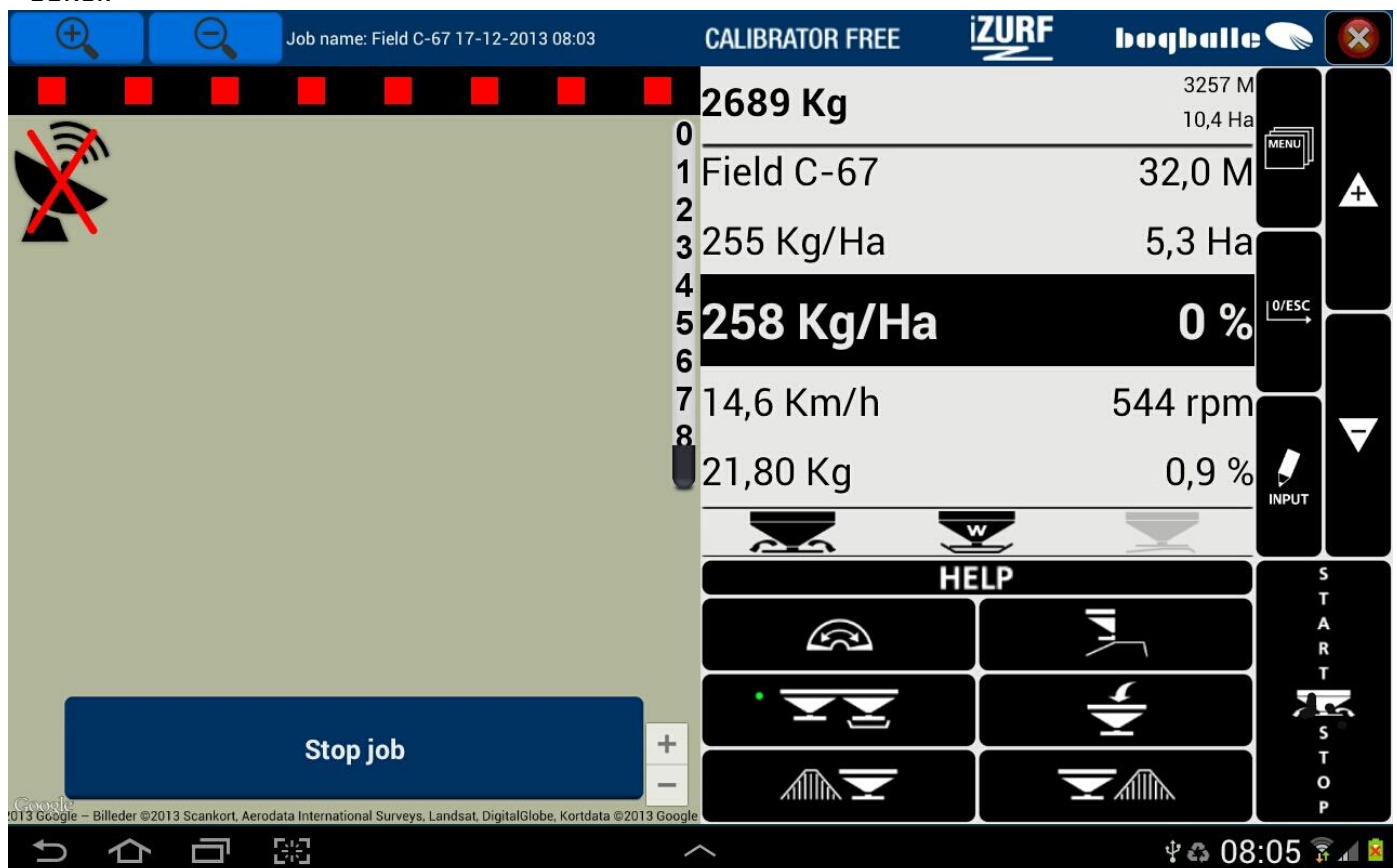 Job name: Field C-67 17-12-2013 08:03
CALIBRATOR FREE
iZURF
bogballe
2689 Kg
3257 M
10,4 Ha
MENU
0
1
2
3
4
5
6
7
8
Field C-67
32,0 M
255 Kg/Ha
5,3 Ha
258 Kg/Ha
0 %
0/ESC
14,6 Km/h
544 rpm
21,80 Kg
0,9 %
INPUT
W
HELP
START
STOP
Stop job
+
−
Google
2013 Google – Billeder ©2013 Scankort, Aerodata International Surveys, Landsat, DigitalGlobe, Kortdata ©2013 Google
08:05